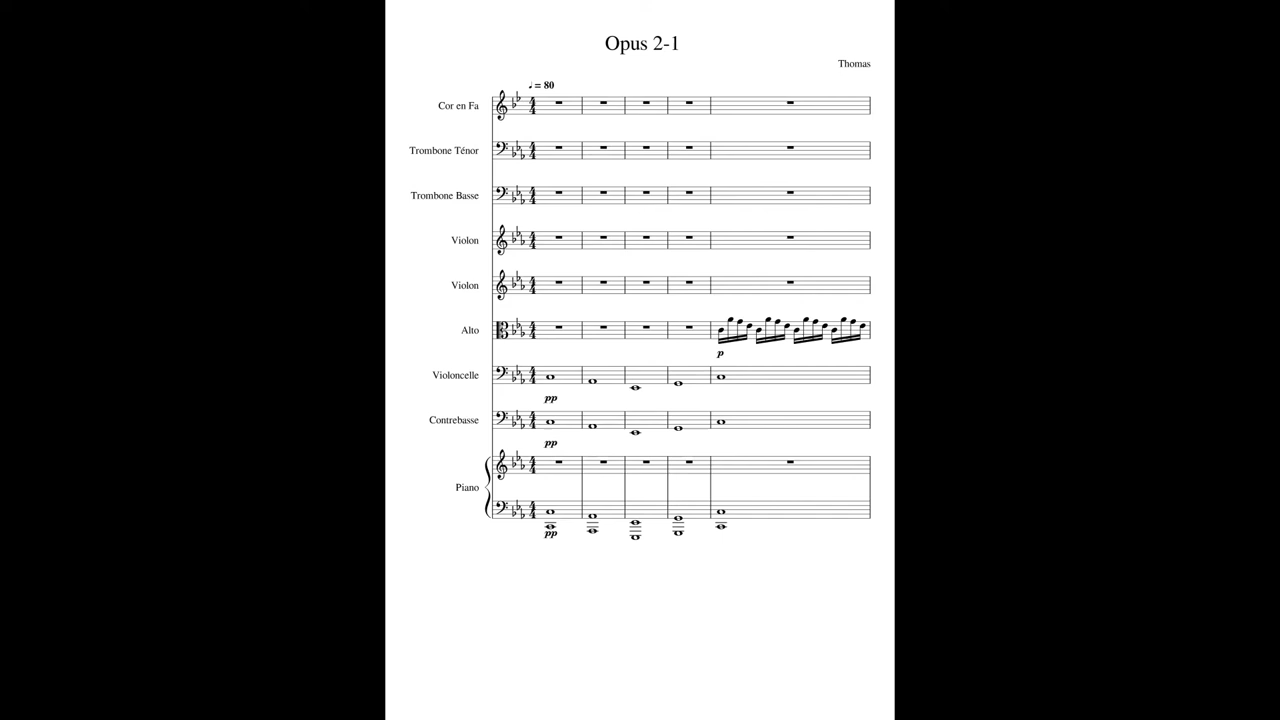 Opus 2-1
Thomas
♩ = 80
Cor en Fa
Trombone Ténor
Trombone Basse
Violon
Violon
Alto
p
Violoncelle
pp
Contrebasse
pp
Piano
pp